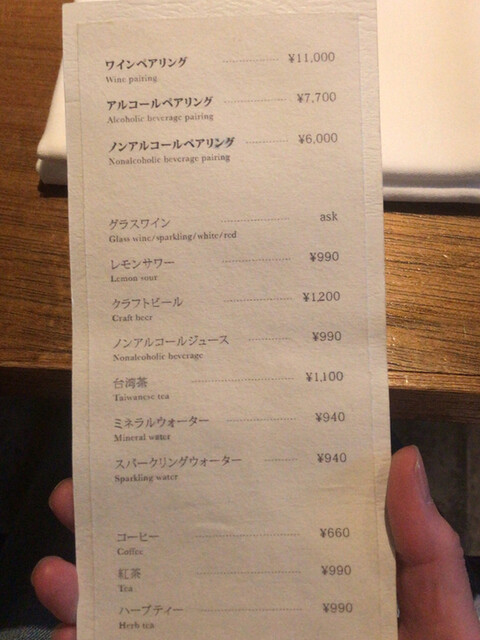 ワインペアリング ¥11,000
Wine pairing
アルコールペアリング ¥7,700
Alcoholic beverage pairing
ノンアルコールペアリング ¥6,000
Nonalcoholic beverage pairing
グラスワイン ask
Glass wine/sparkling/white/red
レモンサワー ¥990
Lemon sour
クラフトビール ¥1,200
Craft beer
ノンアルコールジュース ¥990
Nonalcoholic beverage
台湾茶 ¥1,100
Taiwanese tea
ミネラルウォーター ¥940
Mineral water
スパークリングウォーター ¥940
Sparkling water
コーヒー ¥660
Coffee
紅茶 ¥990
Tea
ハーブティー ¥990
Herb tea